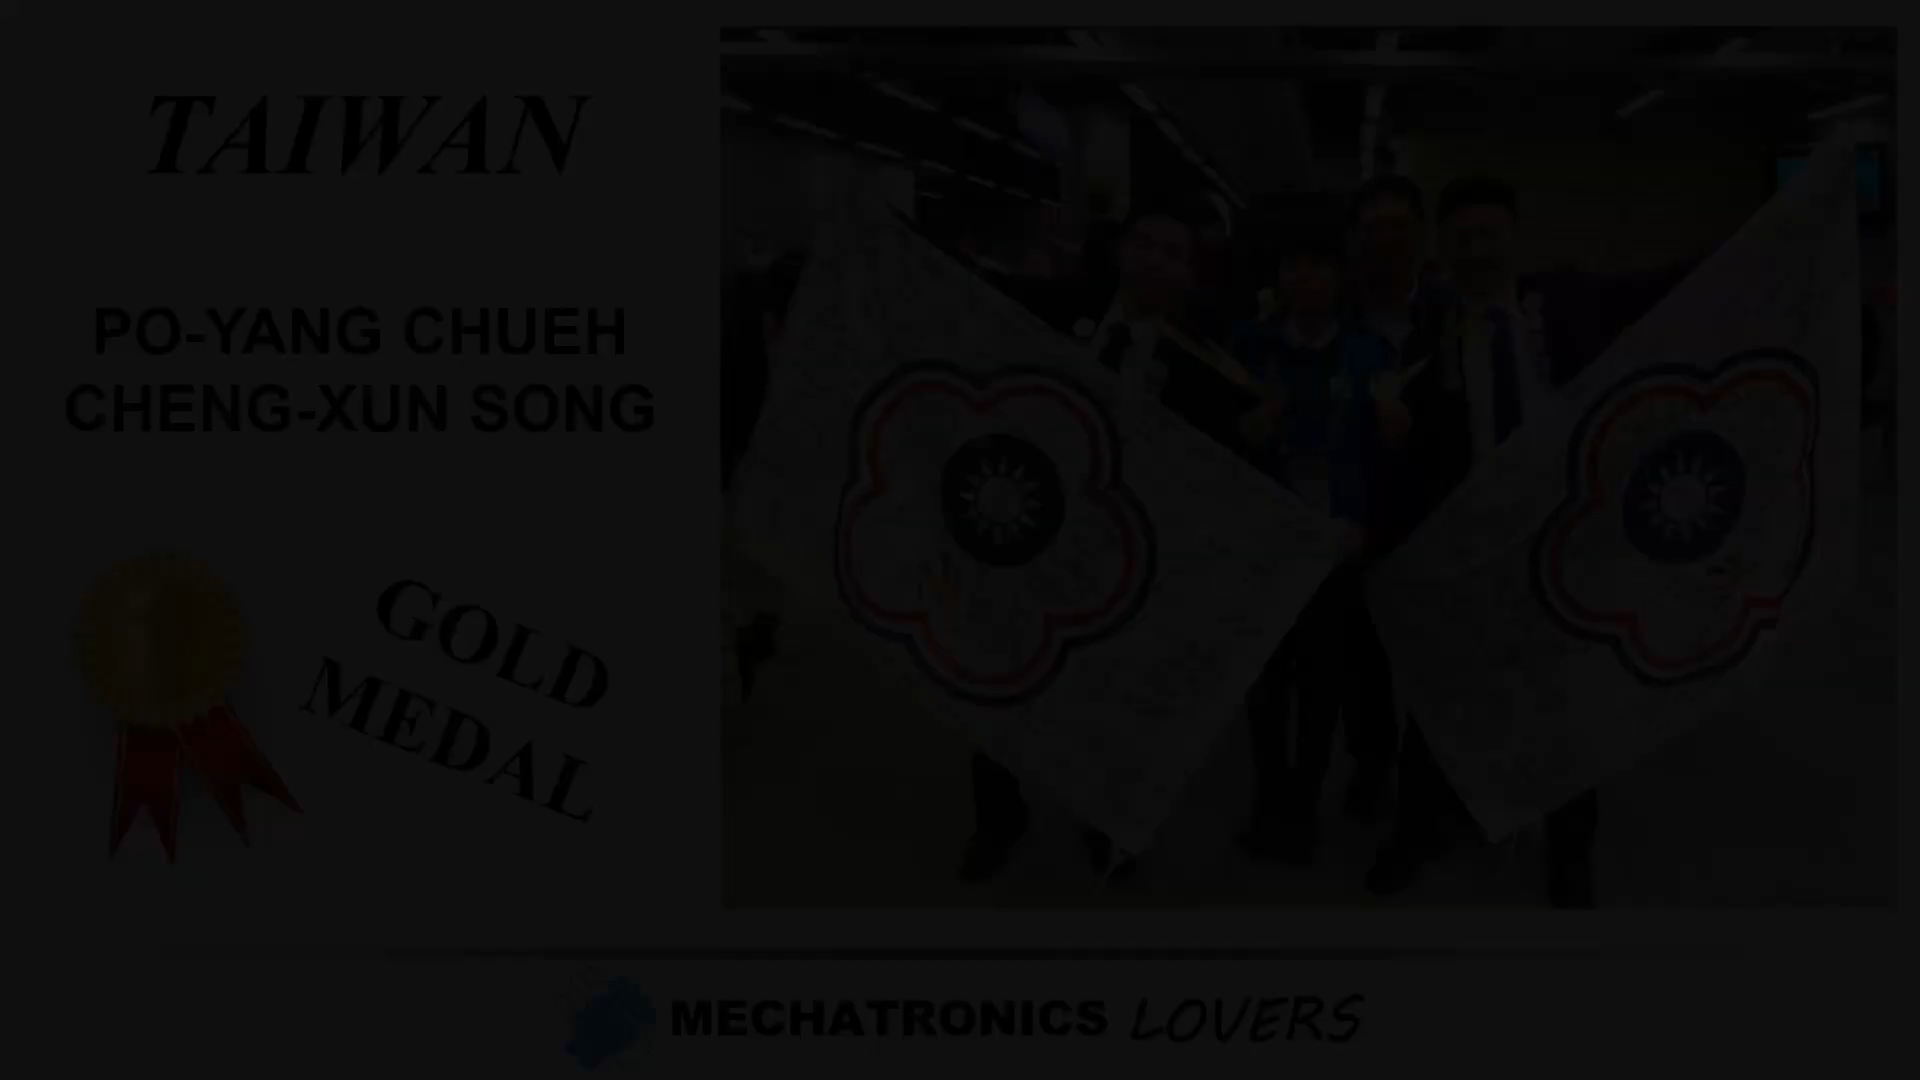 TAIWAN
PO-YANG CHUEH
CHENG-XUN SONG
GOLD
MEDAL
MECHATRONICS LOVERS